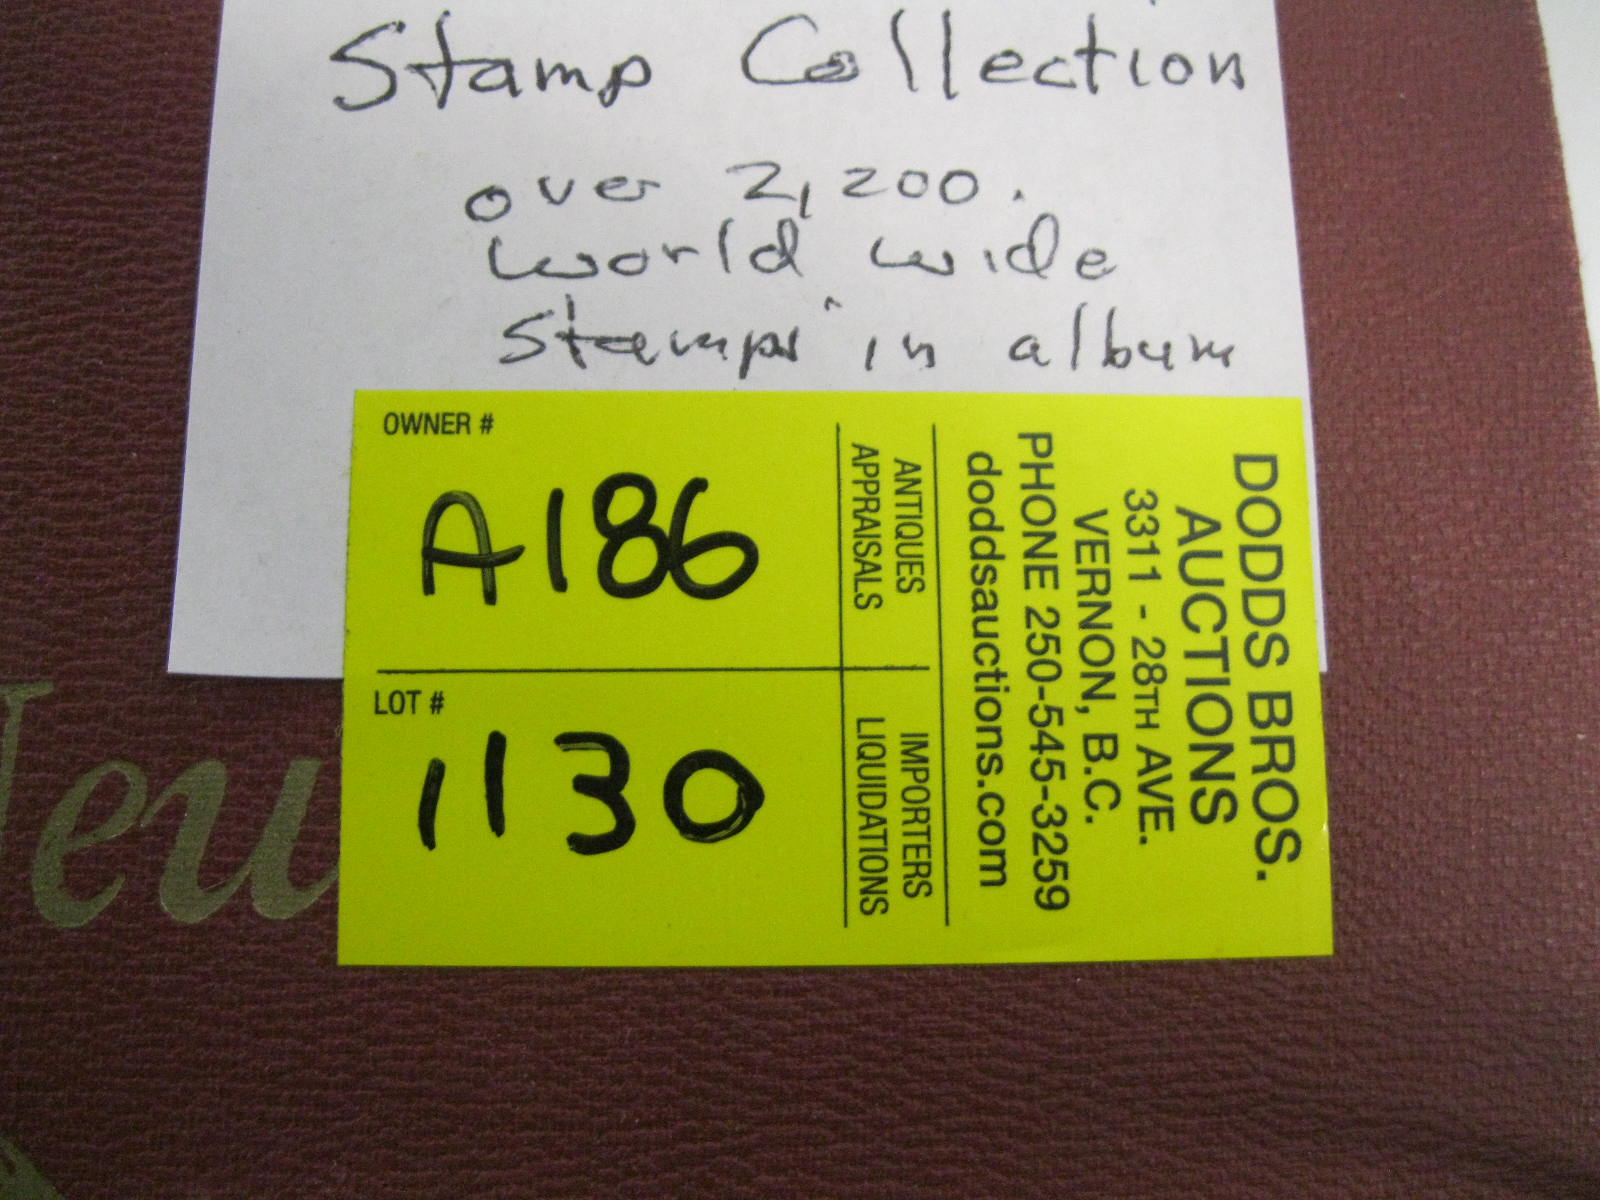 Stamp Collection
over 2,200.
world wide
stamps in album
OWNER #
A186
LOT #
1130
ANTIQUES
APPRAISALS
IMPORTERS
LIQUIDATIONS
DODDS BROS.
AUCTIONS
3311 - 28TH AVE.
VERNON, B.C.
PHONE 250-545-3259
doddsauctions.com